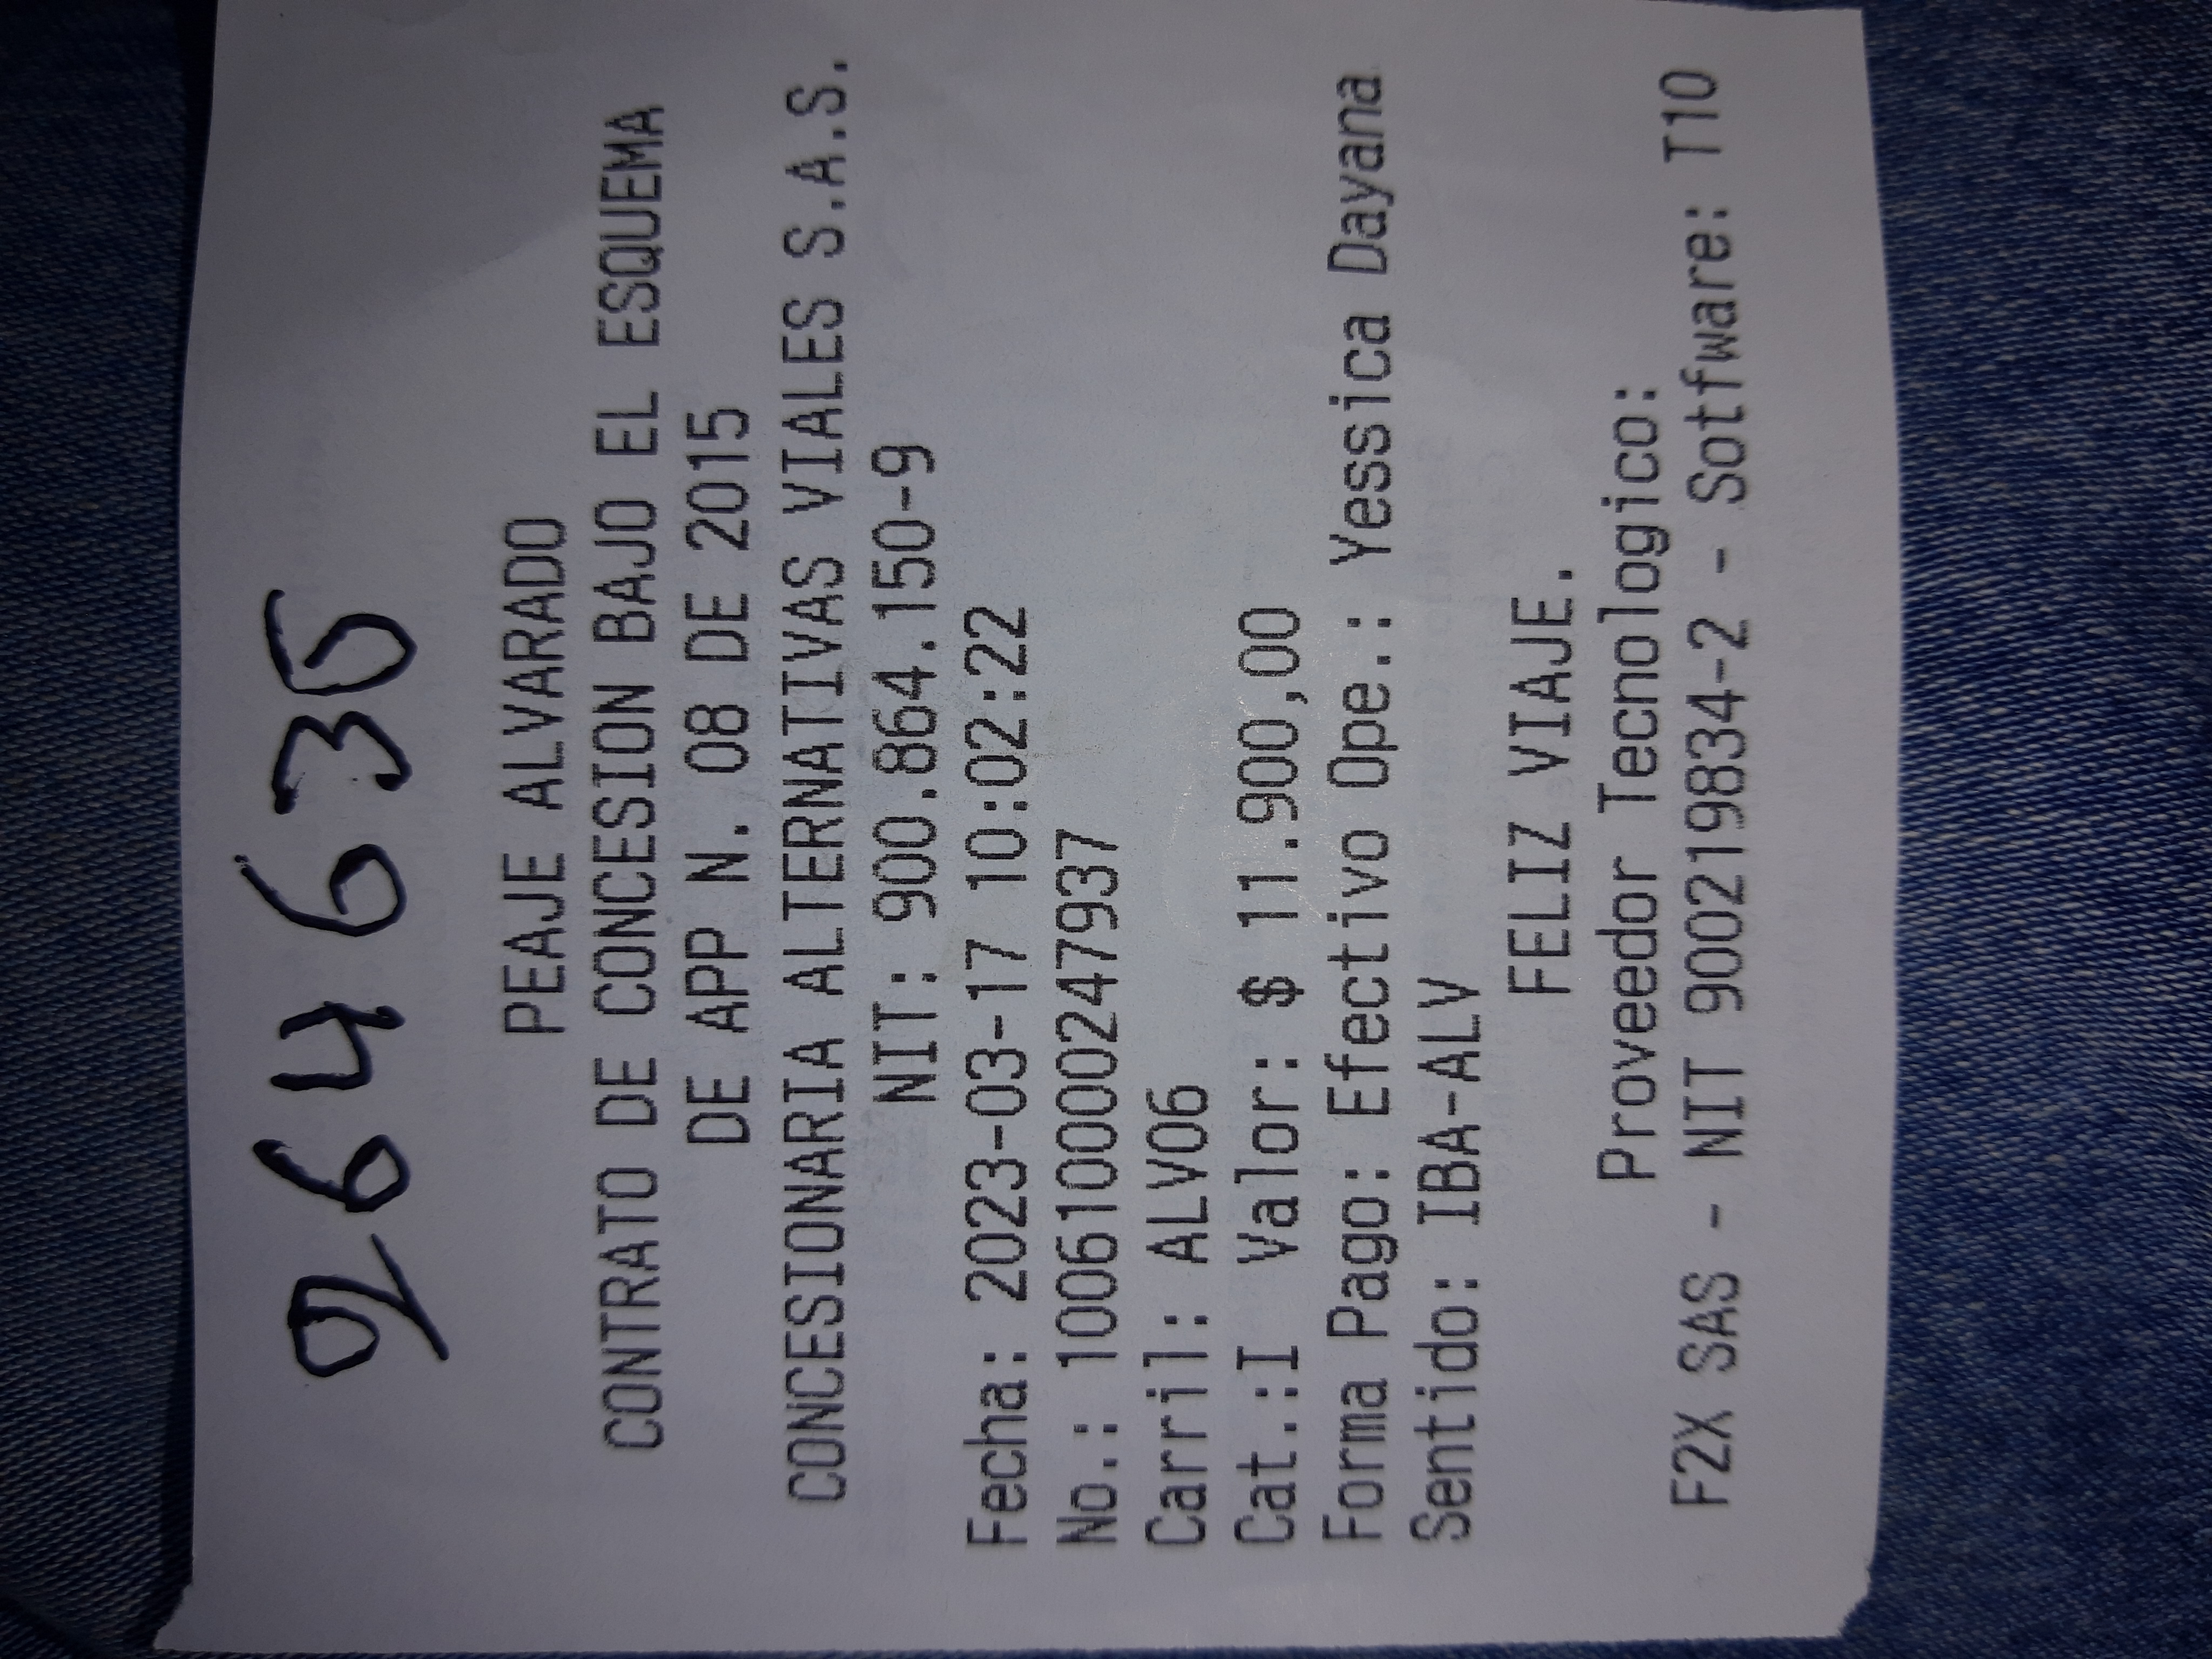 264635
PEAJE ALVARADO
CONTRATO DE CONCESION BAJO EL ESQUEMA
DE APP N. 08 DE 2015
CONCESIONARIA ALTERNATIVAS VIALES S.A.S.
NIT: 900.864.150-9
Fecha: 2023-03-17 10:02:22
No.: 1006100000247937
Carril: ALV06
Cat.:I Valor: $ 11.900,00
Forma Pago: Efectivo Ope.: Yessica Dayana
Sentido: IBA-ALV
FELIZ VIAJE.
Proveedor Tecnologico:
F2X SAS - NIT 900219834-2 - Sotfware: T10